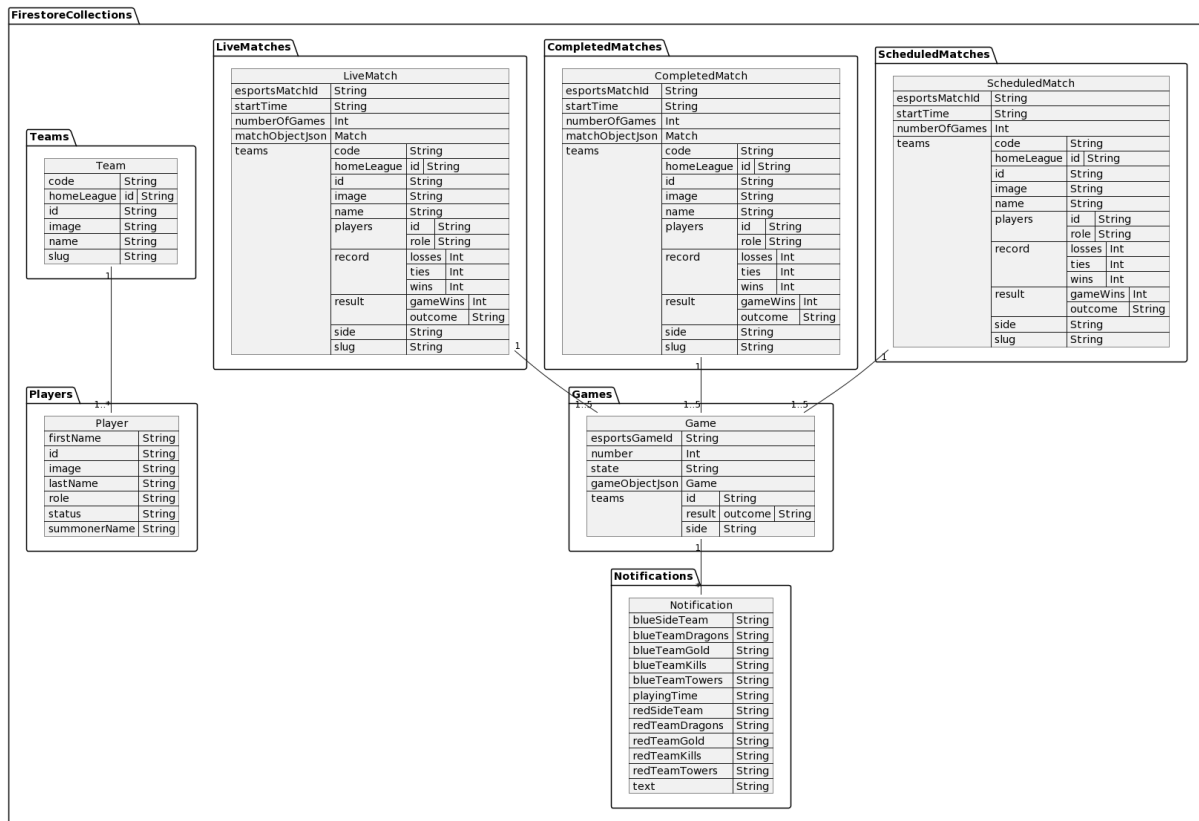 FirestoreCollections
LiveMatches
LiveMatch
esportsMatchId String
startTime String
numberOfGames Int
matchObjectJson Match
teams code String
homeLeague id String
id String
image String
name String
players id String
role String
record losses Int
ties Int
wins Int
result gameWins Int
outcome String
side String
slug String
CompletedMatches
CompletedMatch
esportsMatchId String
startTime String
numberOfGames Int
matchObjectJson Match
teams code String
homeLeague id String
id String
image String
name String
players id String
role String
record losses Int
ties Int
wins Int
result gameWins Int
outcome String
side String
slug String
ScheduledMatches
ScheduledMatch
esportsMatchId String
startTime String
numberOfGames Int
teams code String
homeLeague id String
id String
image String
name String
players id String
role String
record losses Int
ties Int
wins Int
result gameWins Int
outcome String
side String
slug String
Teams
Team
code String
homeLeague id String
id String
image String
name String
slug String
1
1
1
1
Players
1..*
Player
firstName String
id String
image String
lastName String
role String
status String
summonerName String
Games
1..5
1..5
1..5
Game
esportsGameId String
number Int
state String
gameObjectJson Game
teams id String
result outcome String
side String
1
Notifications
*
Notification
blueSideTeam String
blueTeamDragons String
blueTeamGold String
blueTeamKills String
blueTeamTowers String
playingTime String
redSideTeam String
redTeamDragons String
redTeamGold String
redTeamKills String
redTeamTowers String
text String